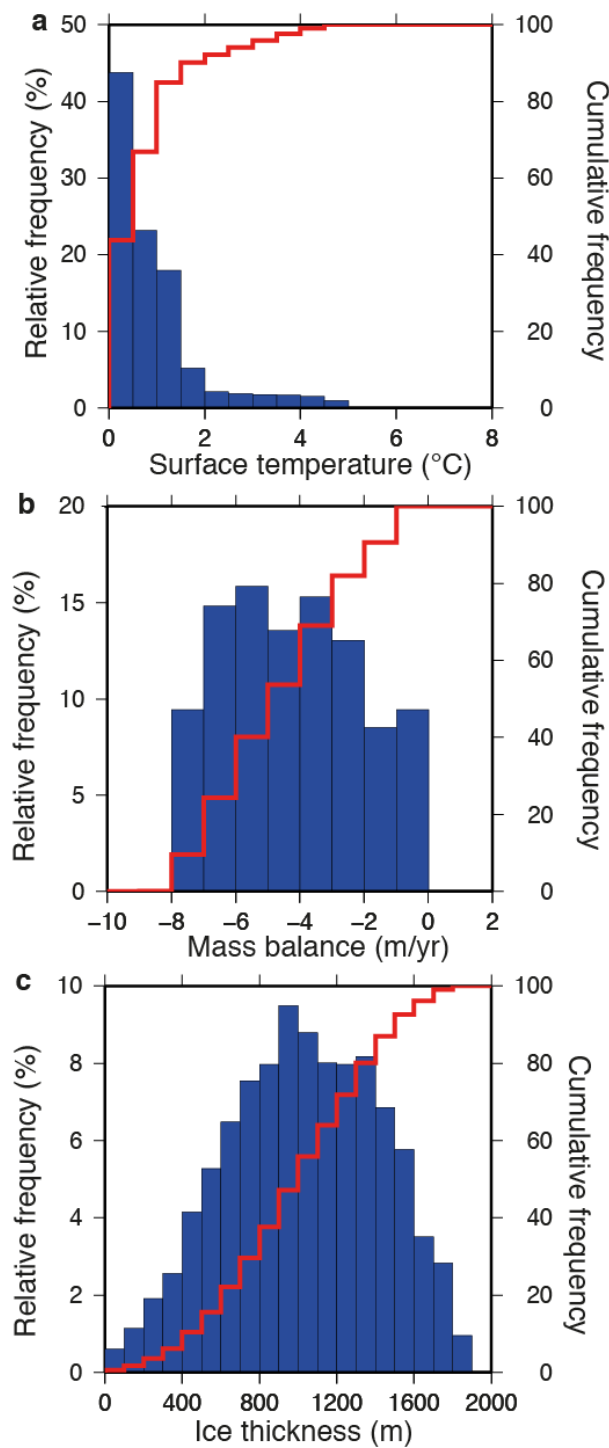 a
50
40
30
20
10
0
Relative frequency (%)
100
80
60
40
20
0
Cumulative
frequency
0 2 4 6 8
Surface temperature (°C)
b
20
15
10
5
0
Relative frequency (%)
100
80
60
40
20
0
Cumulative
frequency
−10 −8 −6 −4 −2 0 2
Mass balance (m/yr)
c
10
8
6
4
2
0
Relative frequency (%)
100
80
60
40
20
0
Cumulative
frequency
0 400 800 1200 1600 2000
Ice thickness (m)